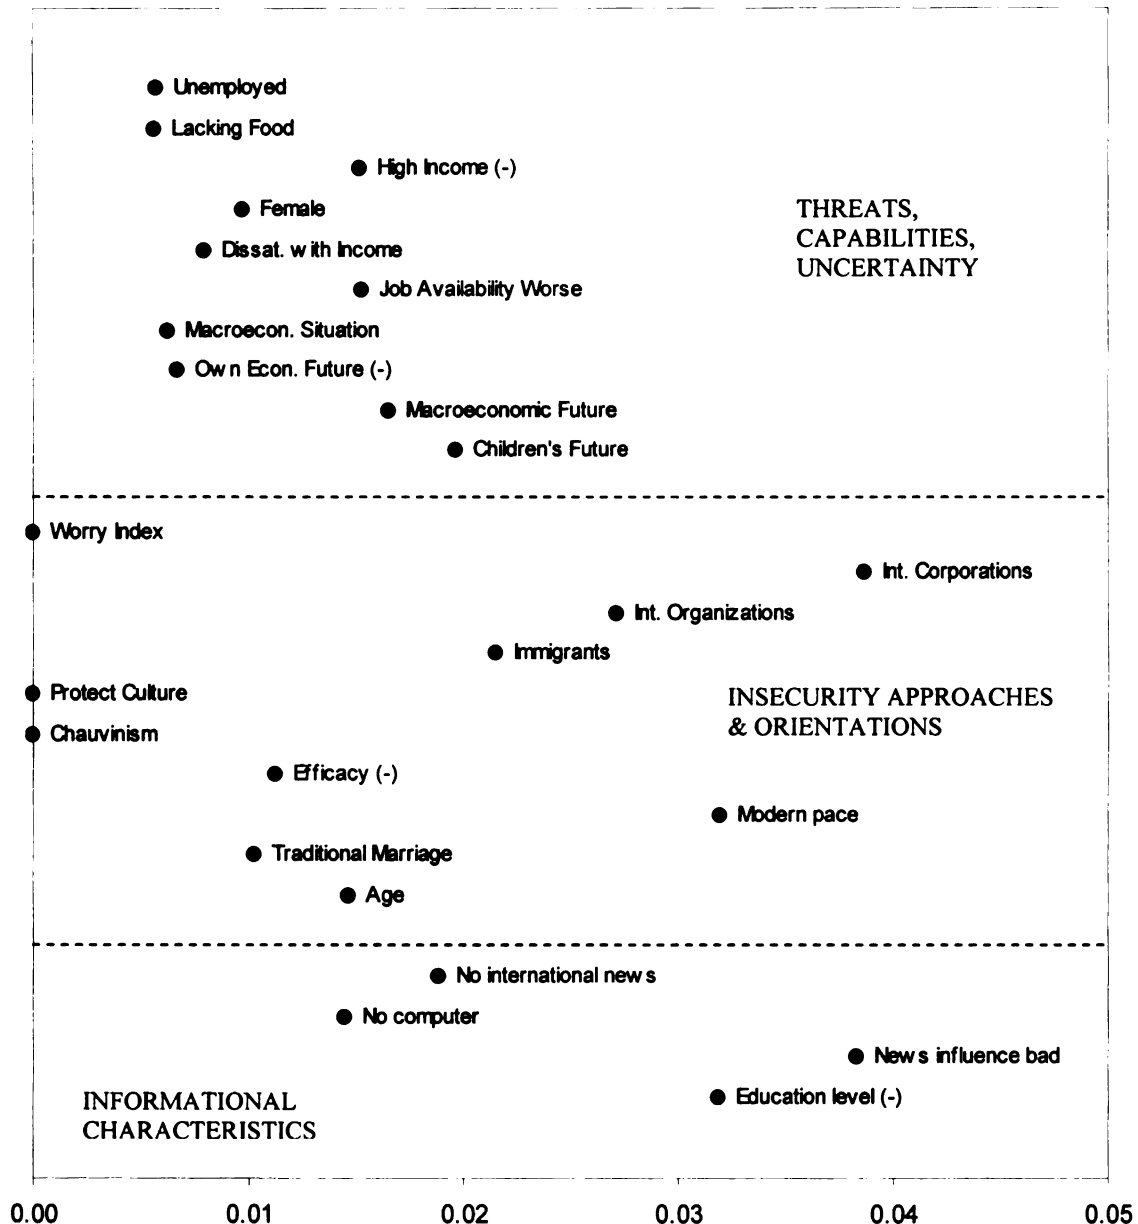 Unemployed
Lacking Food
High Income (-)
Female
Dissat. with Income
Job Availability Worse
Macroecon. Situation
Own Econ. Future (-)
Macroeconomic Future
Children's Future
THREATS,
CAPABILITIES,
UNCERTAINTY
Worry Index
Int. Corporations
Int. Organizations
Immigrants
Protect Culture
Chauvinism
Efficacy (-)
Modern pace
Traditional Marriage
Age
INSECURITY APPROACHES
& ORIENTATIONS
No international news
No computer
News influence bad
Education level (-)
INFORMATIONAL
CHARACTERISTICS
0.00 0.01 0.02 0.03 0.04 0.05